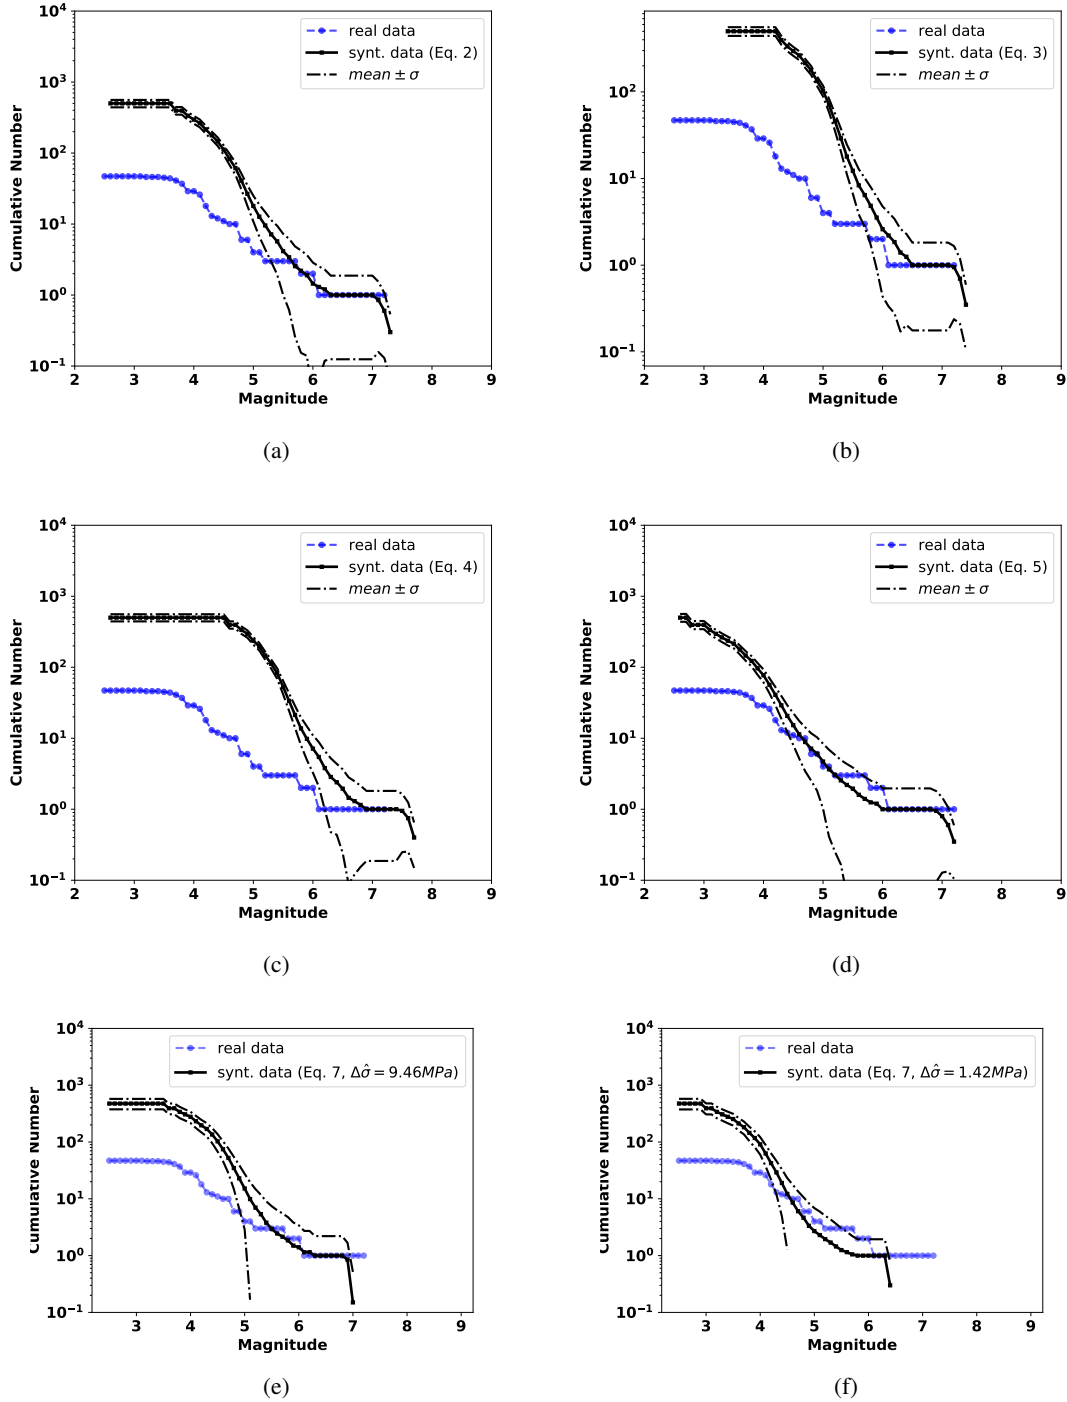 real data
synt. data (Eq. 2)
mean ± σ
Cumulative Number
10⁴
10³
10²
10¹
10⁰
10⁻¹
2 3 4 5 6 7 8 9
Magnitude
(a)
real data
synt. data (Eq. 3)
mean ± σ
Cumulative Number
10²
10¹
10⁰
10⁻¹
2 3 4 5 6 7 8 9
Magnitude
(b)
real data
synt. data (Eq. 4)
mean ± σ
Cumulative Number
10⁴
10³
10²
10¹
10⁰
10⁻¹
2 3 4 5 6 7 8 9
Magnitude
(c)
real data
synt. data (Eq. 5)
mean ± σ
Cumulative Number
10⁴
10³
10²
10¹
10⁰
10⁻¹
2 3 4 5 6 7 8 9
Magnitude
(d)
real data
synt. data (Eq. 7, Δσ̂ = 9.46MPa)
Cumulative Number
10⁴
10³
10²
10¹
10⁰
10⁻¹
3 4 5 6 7 8 9
Magnitude
(e)
real data
synt. data (Eq. 7, Δσ̂ = 1.42MPa)
Cumulative Number
10⁴
10³
10²
10¹
10⁰
10⁻¹
3 4 5 6 7 8 9
Magnitude
(f)